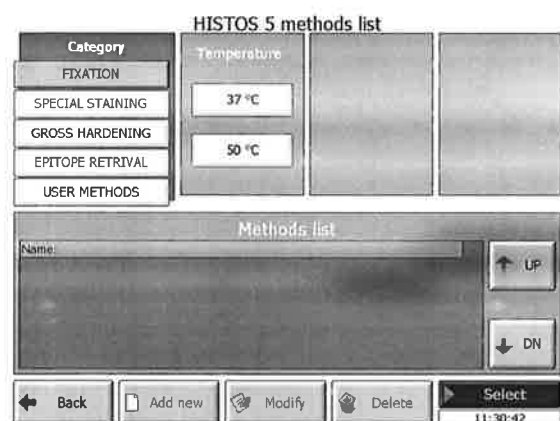 HISTOS 5 methods list
Category
FIXATION
SPECIAL STAINING
GROSS HARDENING
EPITOPE RETRIVAL
USER METHODS
Temperature
37 °C
50 °C
Methods list
Name:
UP
DN
Back
Add new
Modify
Delete
Select
11:30:42